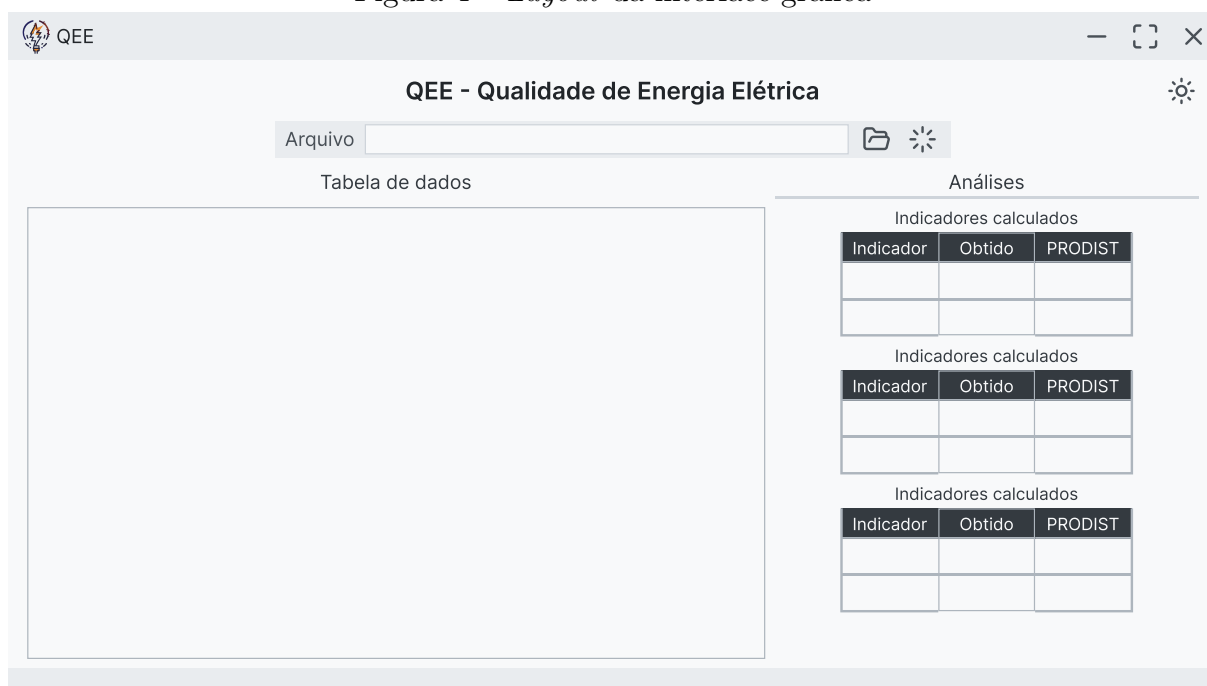 QEE
QEE - Qualidade de Energia Elétrica
Arquivo
Tabela de dados
Análises
Indicadores calculados
Indicador Obtido PRODIST
Indicadores calculados
Indicador Obtido PRODIST
Indicadores calculados
Indicador Obtido PRODIST